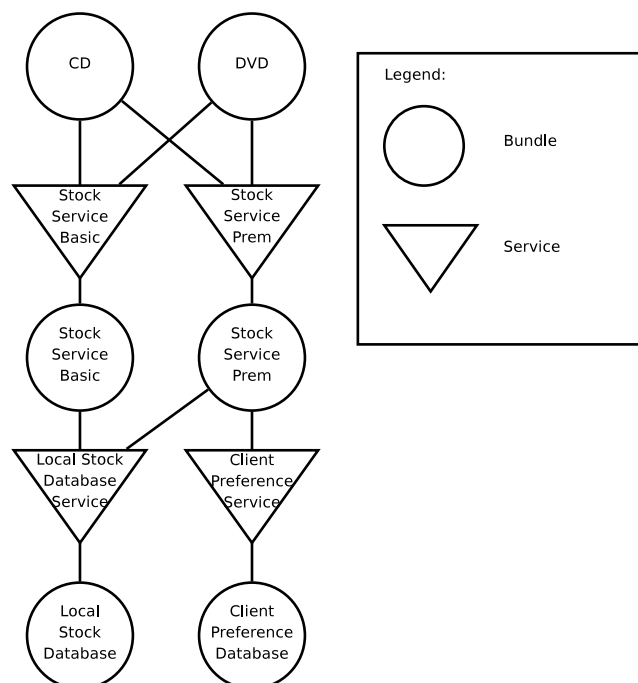 CD
DVD
Legend:
Bundle
Stock
Service
Basic
Stock
Service
Prem
Service
Stock
Service
Basic
Stock
Service
Prem
Local Stock
Database
Service
Client
Preference
Service
Local
Stock
Database
Client
Preference
Database